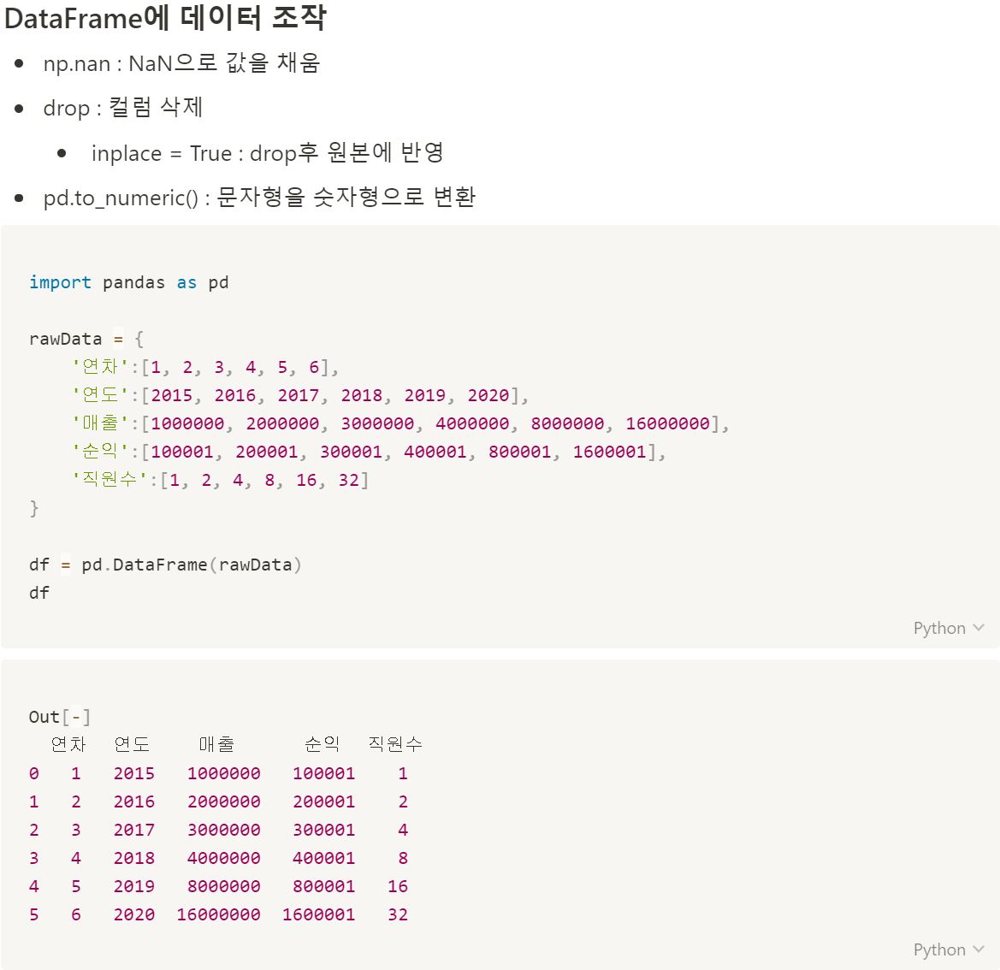 DataFrame에 데이터 조작
• np.nan : NaN으로 값을 채움
• drop : 컬럼 삭제
• inplace = True : drop후 원본에 반영
• pd.to_numeric() : 문자형을 숫자형으로 변환
import pandas as pd
rawData = {
'연차':[1, 2, 3, 4, 5, 6],
'연도':[2015, 2016, 2017, 2018, 2019, 2020],
'매출':[1000000, 2000000, 3000000, 4000000, 8000000, 16000000],
'순익':[100001, 200001, 300001, 400001, 800001, 1600001],
'직원수':[1, 2, 4, 8, 16, 32]
}
df = pd.DataFrame(rawData)
df
Python
Out[-]
연차 연도 매출 순익 직원수
0 1 2015 1000000 100001 1
1 2 2016 2000000 200001 2
2 3 2017 3000000 300001 4
3 4 2018 4000000 400001 8
4 5 2019 8000000 800001 16
5 6 2020 16000000 1600001 32
Python